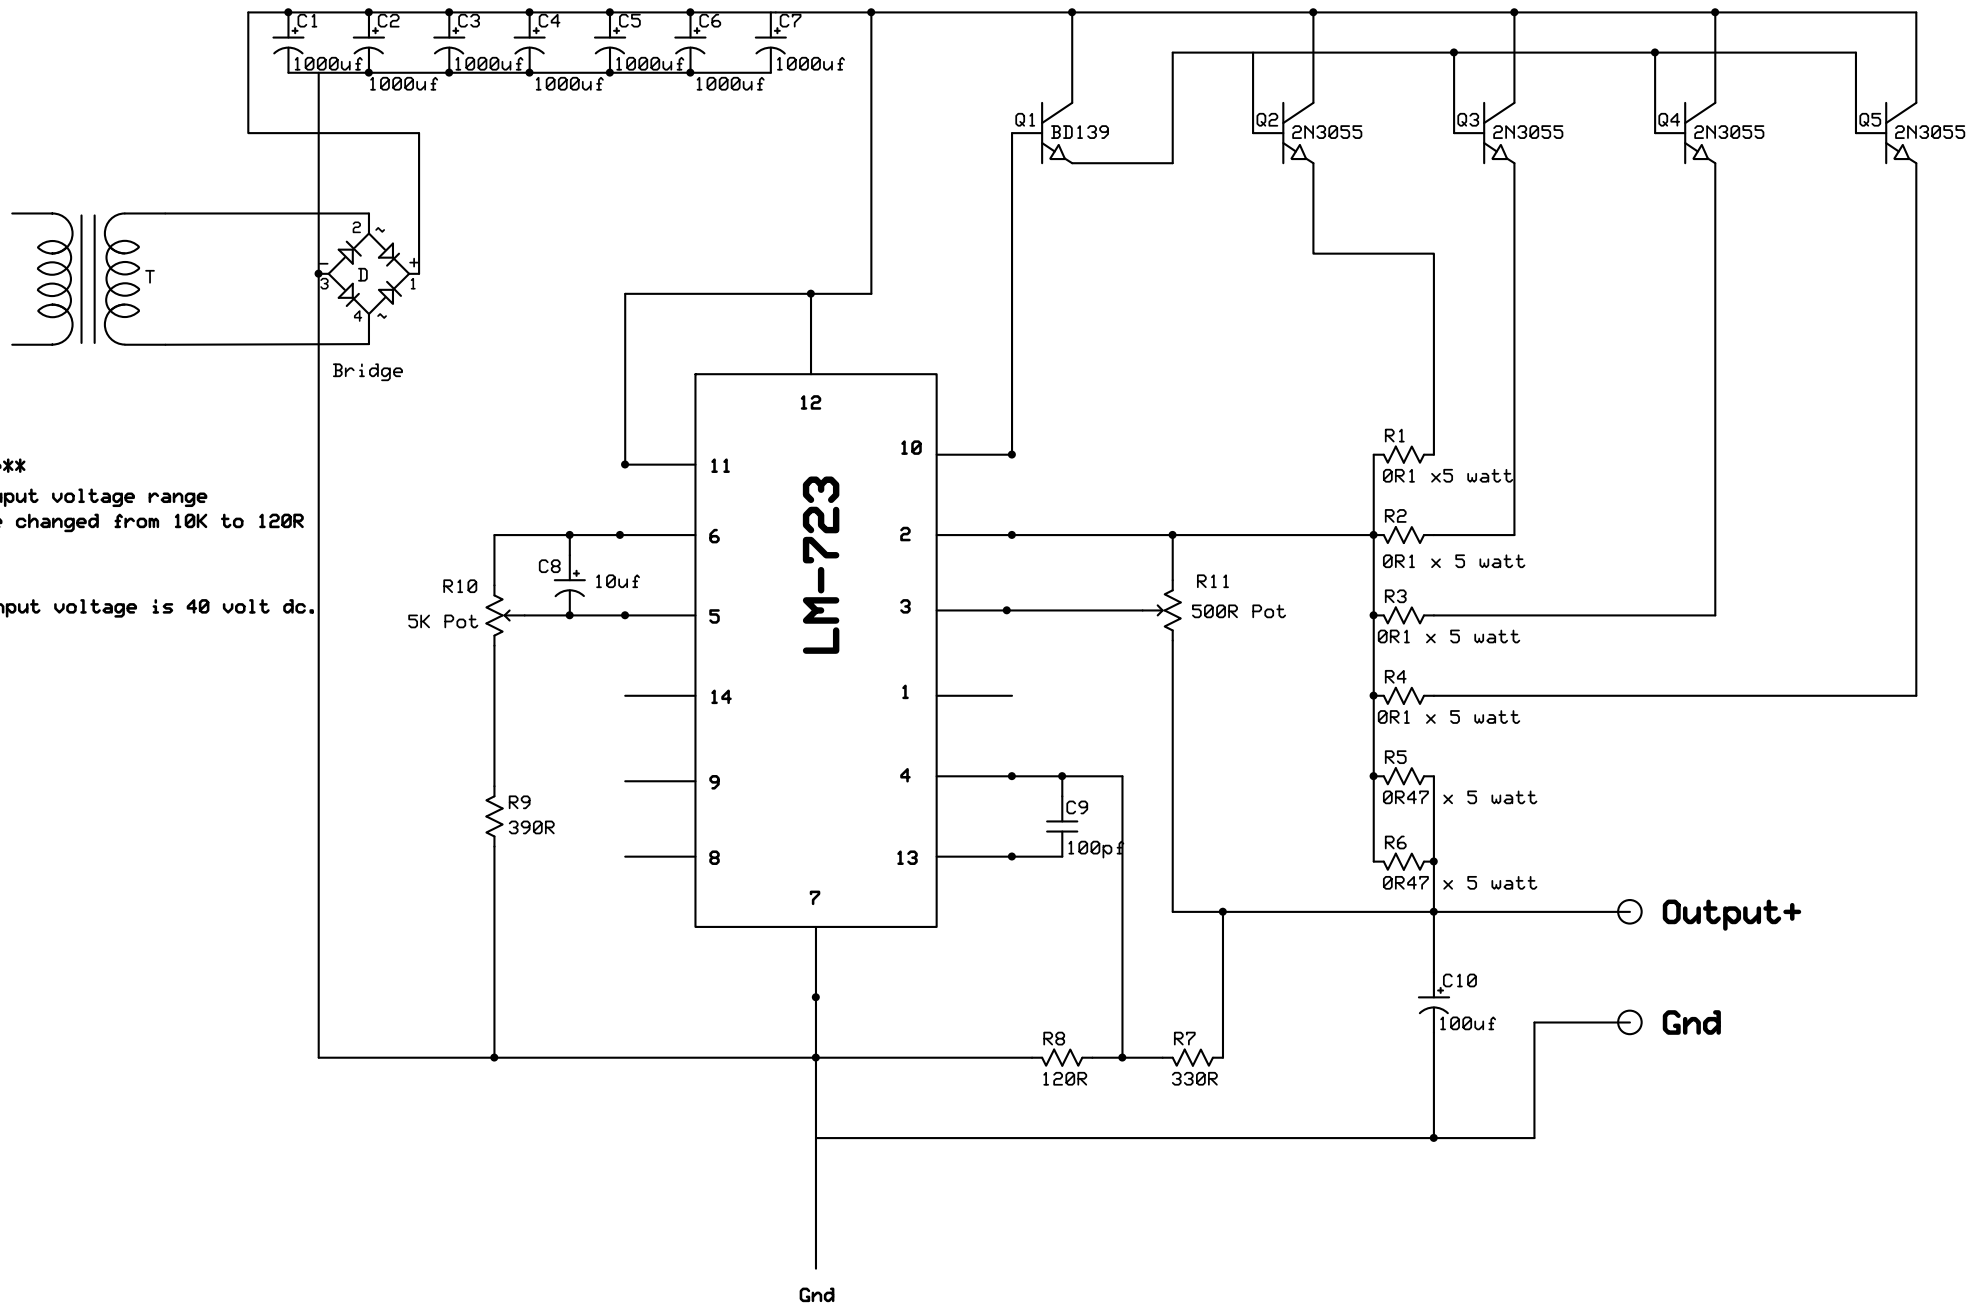 C1 C2 C3 C4 C5 C6 C7
1000uf 1000uf 1000uf 1000uf
1000uf 1000uf 1000uf
Q1 BD139
Q2 2N3055
Q3 2N3055
Q4 2N3055
Q5 2N3055
T
2 ~
- + D
3 1
4 ~
Bridge
**
voltage range
changed from 10K to 120R
voltage is 40 volt dc.
LM-723
12
11
6
5
14
9
8
7
10
2
3
1
4
13
R10
5K Pot
C8
10uf
R9
390R
R11
500R Pot
C9
100pf
R1
0R1 x5 watt
R2
0R1 x 5 watt
R3
0R1 x 5 watt
R4
0R1 x 5 watt
R5
0R47 x 5 watt
R6
0R47 x 5 watt
Output+
C10
100uf
Gnd
R8
120R
R7
330R
Gnd